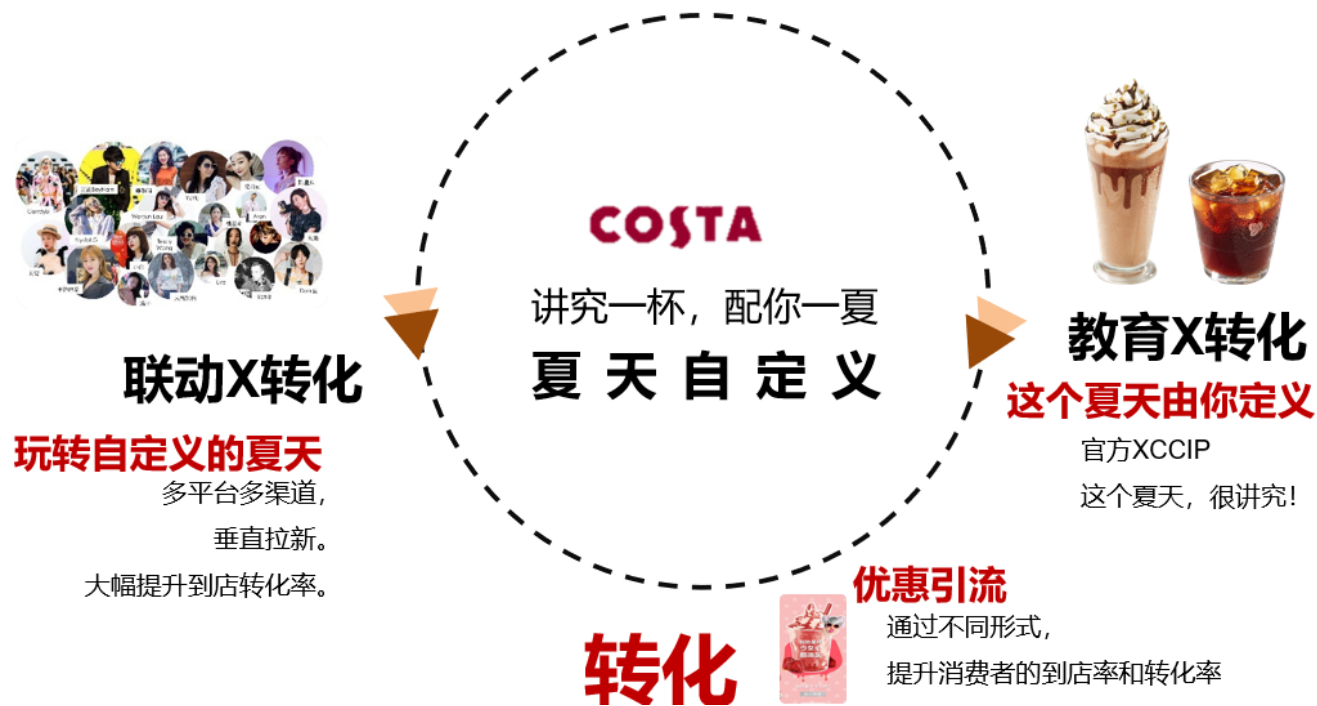 COSTA
讲究一杯，配你一夏
夏天自定义
联动X转化
玩转自定义的夏天
多平台多渠道，
垂直拉新。
大幅提升到店转化率。
教育X转化
这个夏天由你定义
官方XCCIP
这个夏天，很讲究！
转化
优惠引流
通过不同形式，
提升消费者的到店率和转化率